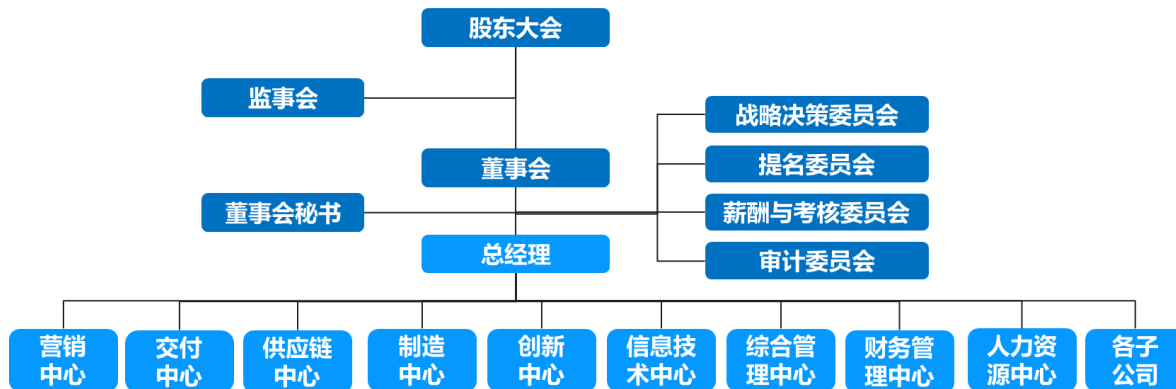 股东大会
监事会
战略决策委员会
提名委员会
董事会
董事会秘书
薪酬与考核委员会
总经理
审计委员会
营销
中心
交付
中心
供应链
中心
制造
中心
创新
中心
信息技
术中心
综合管
理中心
财务管
理中心
人力资
源中心
各子
公司